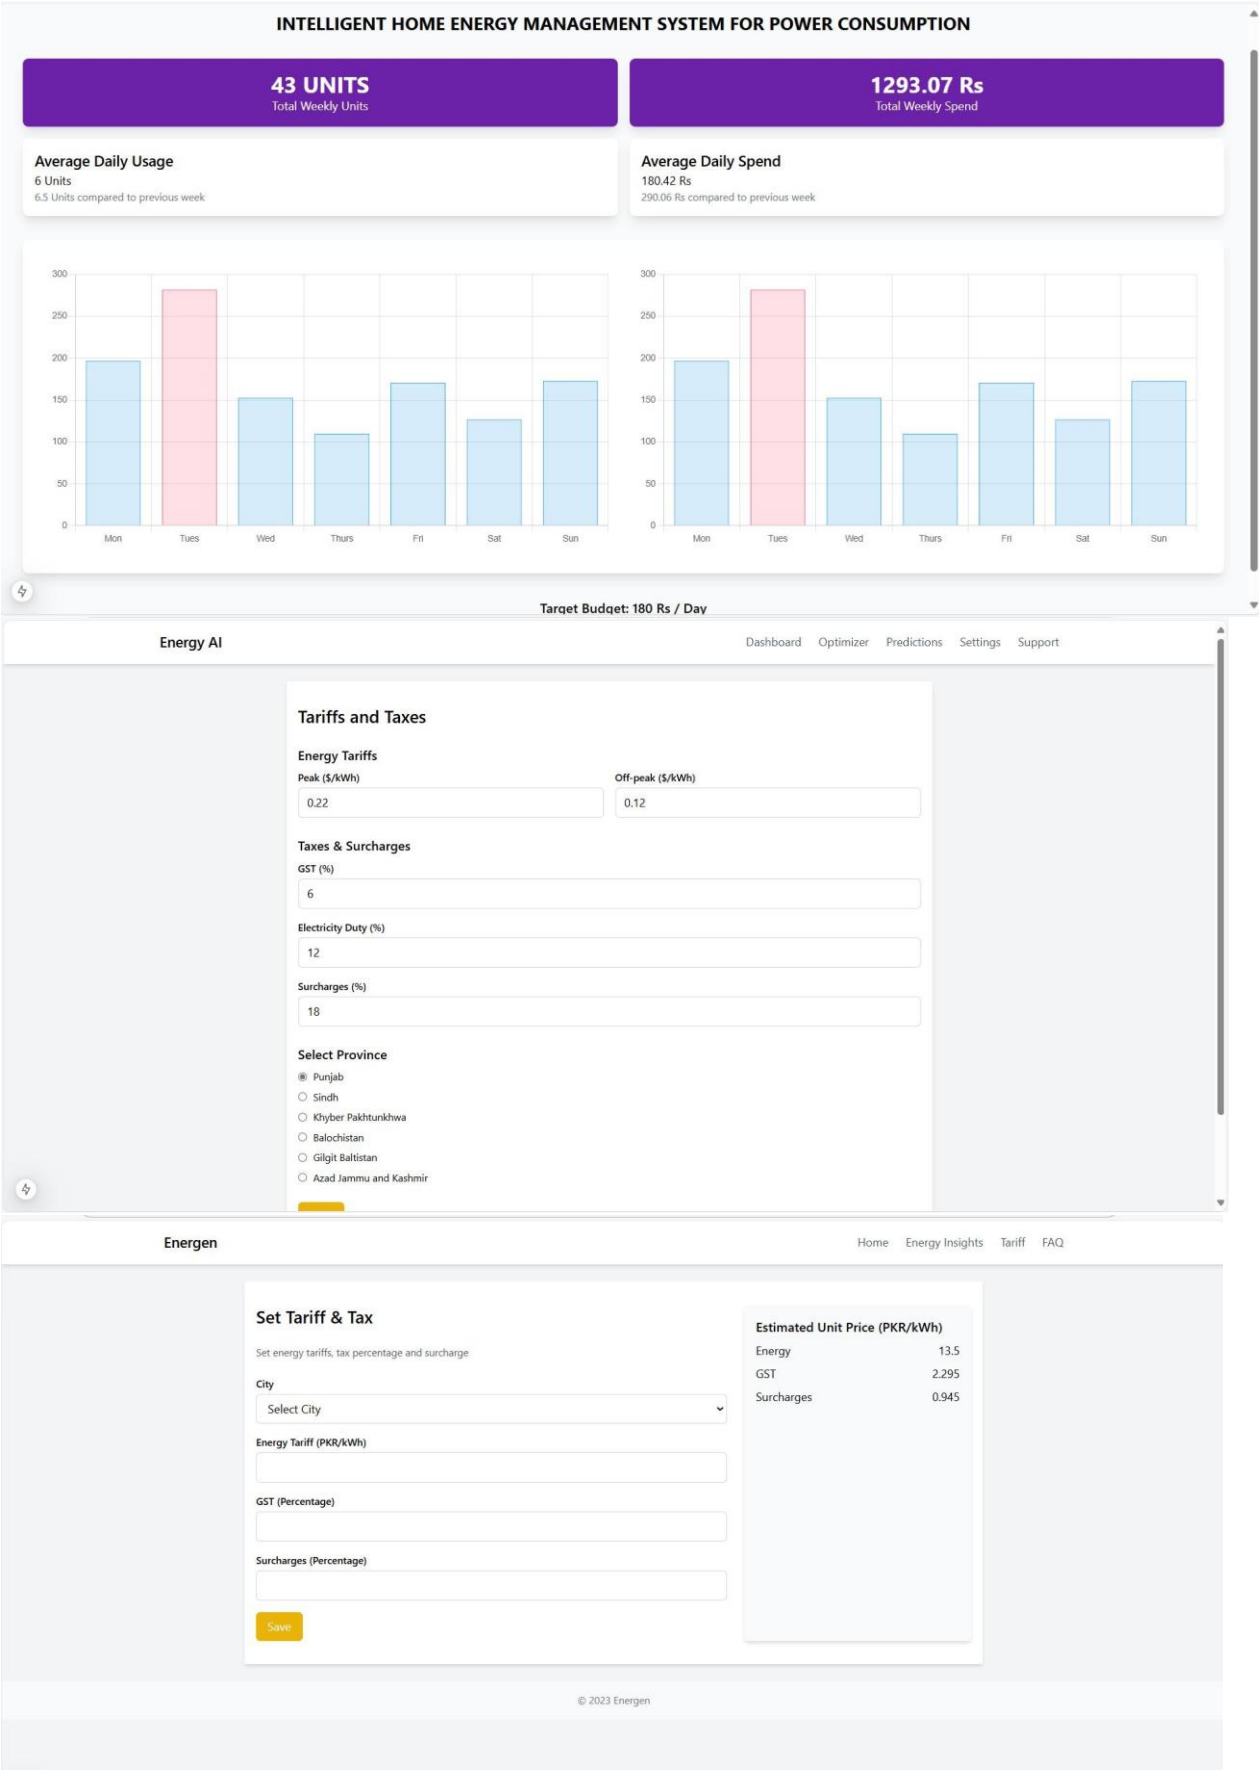 INTELLIGENT HOME ENERGY MANAGEMENT SYSTEM FOR POWER CONSUMPTION
43 UNITS
Total Weekly Units
1293.07 Rs
Total Weekly Spend
Average Daily Usage
6 Units
6.5 Units compared to previous week
Average Daily Spend
180.42 Rs
290.06 Rs compared to previous week
300
250
200
150
100
50
0
Mon Tues Wed Thurs Fri Sat Sun
300
250
200
150
100
50
0
Mon Tues Wed Thurs Fri Sat Sun
Target Budget: 180 Rs / Day
Energy AI
Dashboard Optimizer Predictions Settings Support
Tariffs and Taxes
Energy Tariffs
Peak ($/kWh) Off-peak ($/kWh)
0.22 0.12
Taxes & Surcharges
GST (%)
6
Electricity Duty (%)
12
Surcharges (%)
18
Select Province
Punjab
Sindh
Khyber Pakhtunkhwa
Balochistan
Gilgit Baltistan
Azad Jammu and Kashmir
Energen
Home Energy Insights Tariff FAQ
Set Tariff & Tax
Set energy tariffs, tax percentage and surcharge
City
Select City
Energy Tariff (PKR/kWh)
GST (Percentage)
Surcharges (Percentage)
Save
Estimated Unit Price (PKR/kWh)
Energy 13.5
GST 2.295
Surcharges 0.945
© 2023 Energen